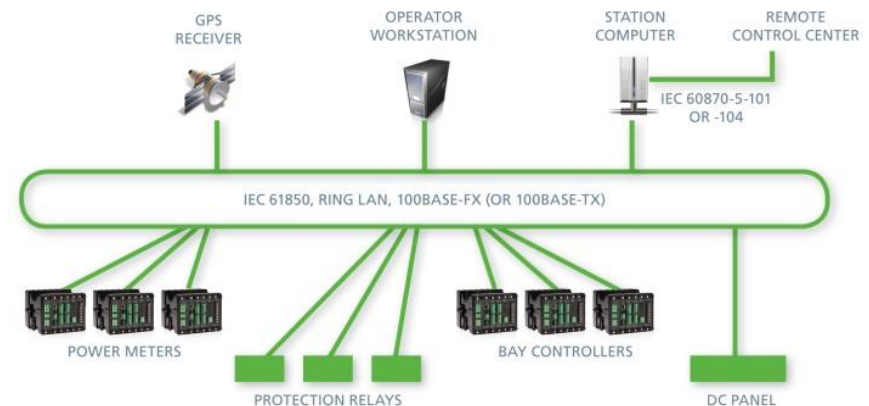 GPS
RECEIVER
OPERATOR
WORKSTATION
STATION
COMPUTER
REMOTE
CONTROL CENTER
IEC 60870-5-101
OR -104
IEC 61850, RING LAN, 100BASE-FX (OR 100BASE-TX)
POWER METERS
BAY CONTROLLERS
PROTECTION RELAYS
DC PANEL